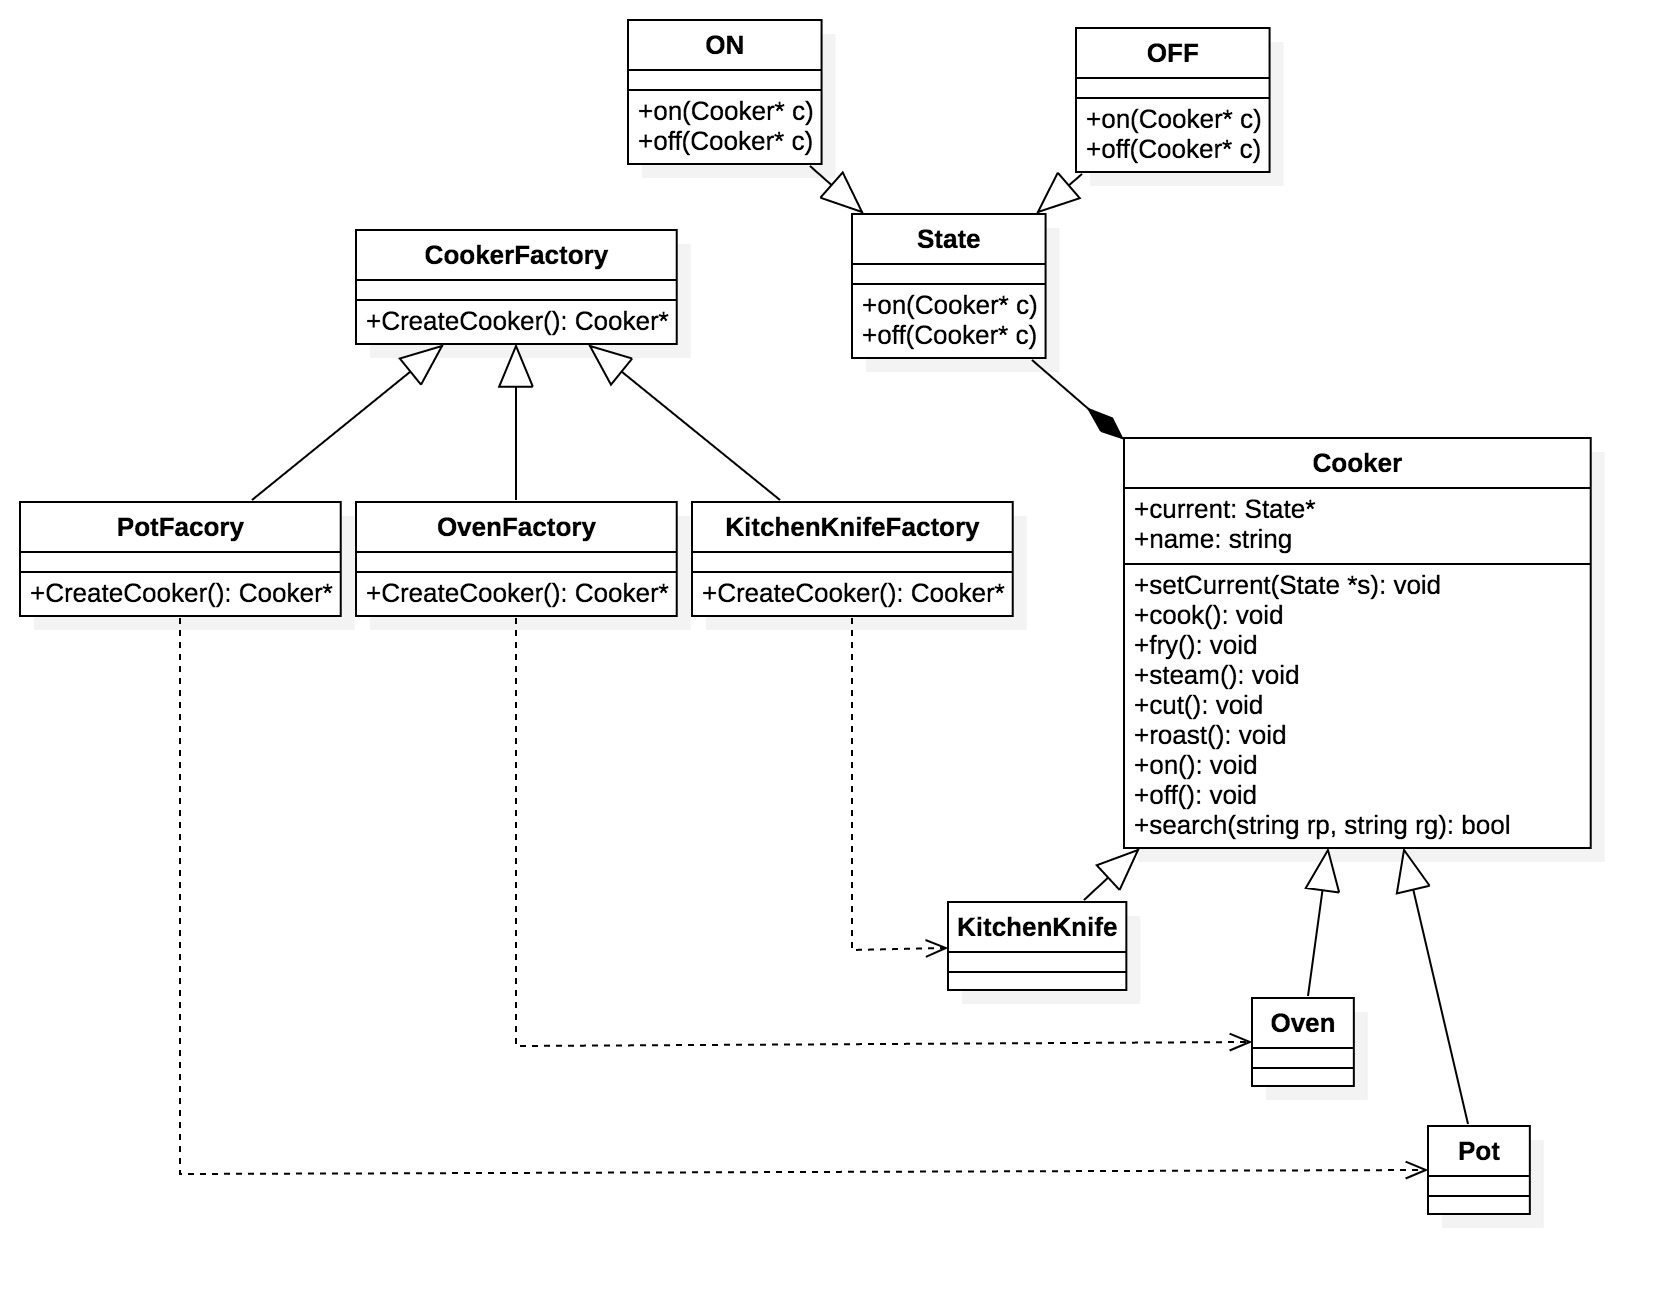 ON
+on(Cooker* c)
+off(Cooker* c)
OFF
+on(Cooker* c)
+off(Cooker* c)
State
+on(Cooker* c)
+off(Cooker* c)
CookerFactory
+CreateCooker(): Cooker*
PotFacory
+CreateCooker(): Cooker*
OvenFactory
+CreateCooker(): Cooker*
KitchenKnifeFactory
+CreateCooker(): Cooker*
Cooker
+current: State*
+name: string
+setCurrent(State *s): void
+cook(): void
+fry(): void
+steam(): void
+cut(): void
+roast(): void
+on(): void
+off(): void
+search(string rp, string rg): bool
KitchenKnife
Oven
Pot